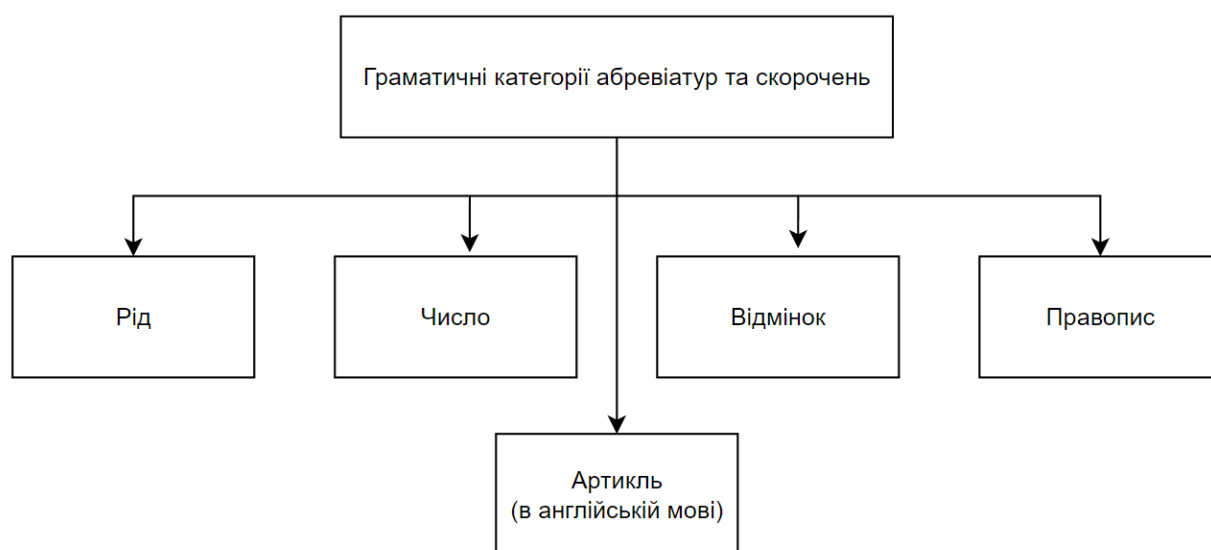 Граматичні категорії абревіатур та скорочень
Рід
Число
Відмінок
Правопис
Артикль
(в англійській мові)